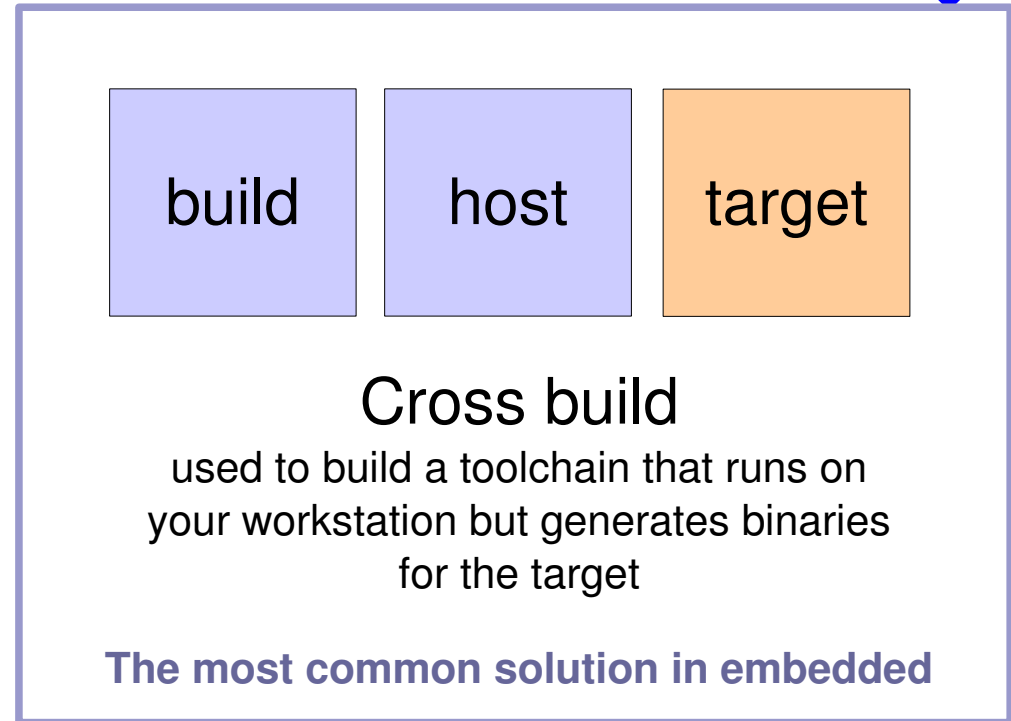 build host target
Cross build
used to build a toolchain that runs on
your workstation but generates binaries
for the target
The most common solution in embedded